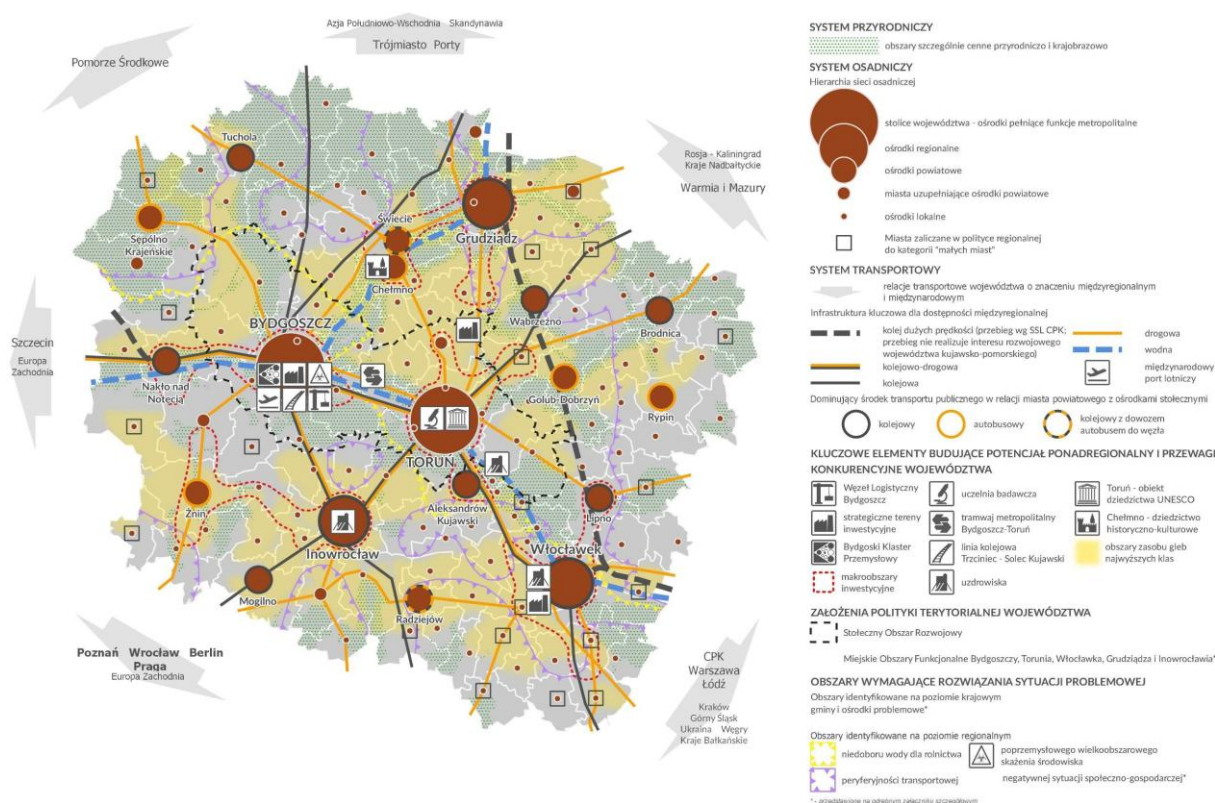 Azja Południowo-Wschodnia Skandynawia
Trójmiasto Porty
Pomorze Środkowe
Rosja - Kaliningrad
Kraje Nadbałtyckie
Warmia i Mazury
Szczecin
Europa
Zachodnia
Poznań Wrocław Berlin
Praga
Europa Zachodnia
CPK
Warszawa
Łódź
Kraków
Górny Śląsk
Ukraina Węgry
Kraje Bałkańskie
Tuchola
Sępólno
Krajeńskie
Świecie
Grudziądz
Chełmno
BYDGOSZCZ
Wąbrzeźno
Brodnica
Nakło nad
Notecią
Golub-Dobrzyń
Rypin
TORUŃ
Żnin
Aleksandrów
Kujawski
Lipno
Inowrocław
Włocławek
Mogilno
Radziejów
SYSTEM PRZYRODNICZY
obszary szczególnie cenne przyrodniczo i krajobrazowo
SYSTEM OSADNICZY
Hierarchia sieci osadniczej
stolice województwa - ośrodki pełniące funkcje metropolitalne
ośrodki regionalne
ośrodki powiatowe
miasta uzupełniające ośrodki powiatowe
ośrodki lokalne
Miasta zaliczane w polityce regionalnej
do kategorii "małych miast"
SYSTEM TRANSPORTOWY
relacje transportowe województwa o znaczeniu międzyregionalnym
i międzynarodowym
Infrastruktura kluczowa dla dostępności międzyregionalnej
kolej dużych prędkości (przebieg wg SSL CPK;
przebieg nie realizuje interesu rozwojowego
województwa kujawsko-pomorskiego)
kolejowo-drogowa
kolejowa
drogowa
wodna
międzynarodowy
port lotniczy
Dominujący środek transportu publicznego w relacji miasta powiatowego z ośrodkami stołecznymi
kolejowy
autobusowy
kolejowy z dowozem
autobusem do węzła
KLUCZOWE ELEMENTY BUDUJĄCE POTENCJAŁ PONADREGIONALNY I PRZEWAGI
KONKURENCYJNE WOJEWÓDZTWA
Węzeł Logistyczny
Bydgoszcz
uczelnia badawcza
Toruń - obiekt
dziedzictwa UNESCO
strategiczne tereny
inwestycyjne
tramwaj metropolitalny
Bydgoszcz-Toruń
Chełmno - dziedzictwo
historyczno-kulturowe
Bydgoski Klaster
Przemysłowy
linia kolejowa
Trzciniec - Solec Kujawski
obszary zasobu gleb
najwyższych klas
makroobszary
inwestycyjne
uzdrowiska
ZAŁOŻENIA POLITYKI TERYTORIALNEJ WOJEWÓDZTWA
Stołeczny Obszar Rozwojowy
Miejskie Obszary Funkcjonalne Bydgoszczy, Torunia, Włocławka, Grudziądza i Inowrocławia*
OBSZARY WYMAGAJĄCE ROZWIĄZANIA SYTUACJI PROBLEMOWEJ
Obszary identyfikowane na poziomie krajowym
gminy i ośrodki problemowe*
Obszary identyfikowane na poziomie regionalnym
niedoboru wody dla rolnictwa
poprzemysłowego wielkoobszarowego
skażenia środowiska
peryferyjności transportowej
negatywnej sytuacji społeczno-gospodarczej*
* - przedstawione na odrębnym załączniku szczegółowym